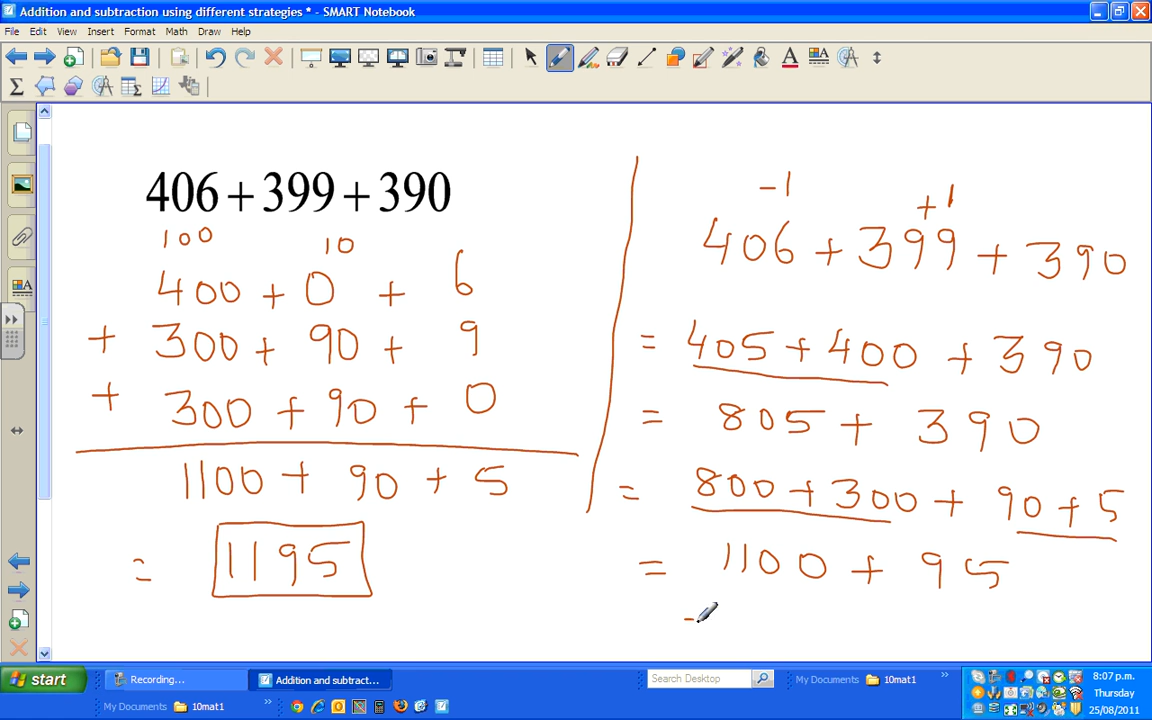 Addition and subtraction using different strategies * - SMART Notebook
File Edit View Insert Format Math Draw Help
406+399+390
100 10
400 + 0 + 6
+ 300 + 90 + 9
+ 300 + 90 + 0
1100 + 90 + 5
= 1195
-1 +1
406 + 399 + 390
= 405 + 400 + 390
= 805 + 390
= 800 + 300 + 90 + 5
= 1100 + 95
-
start
Recording...
Addition and subtract...
Search Desktop
My Documents
10mat1
8:07 p.m.
Thursday
25/08/2011
My Documents
10mat1